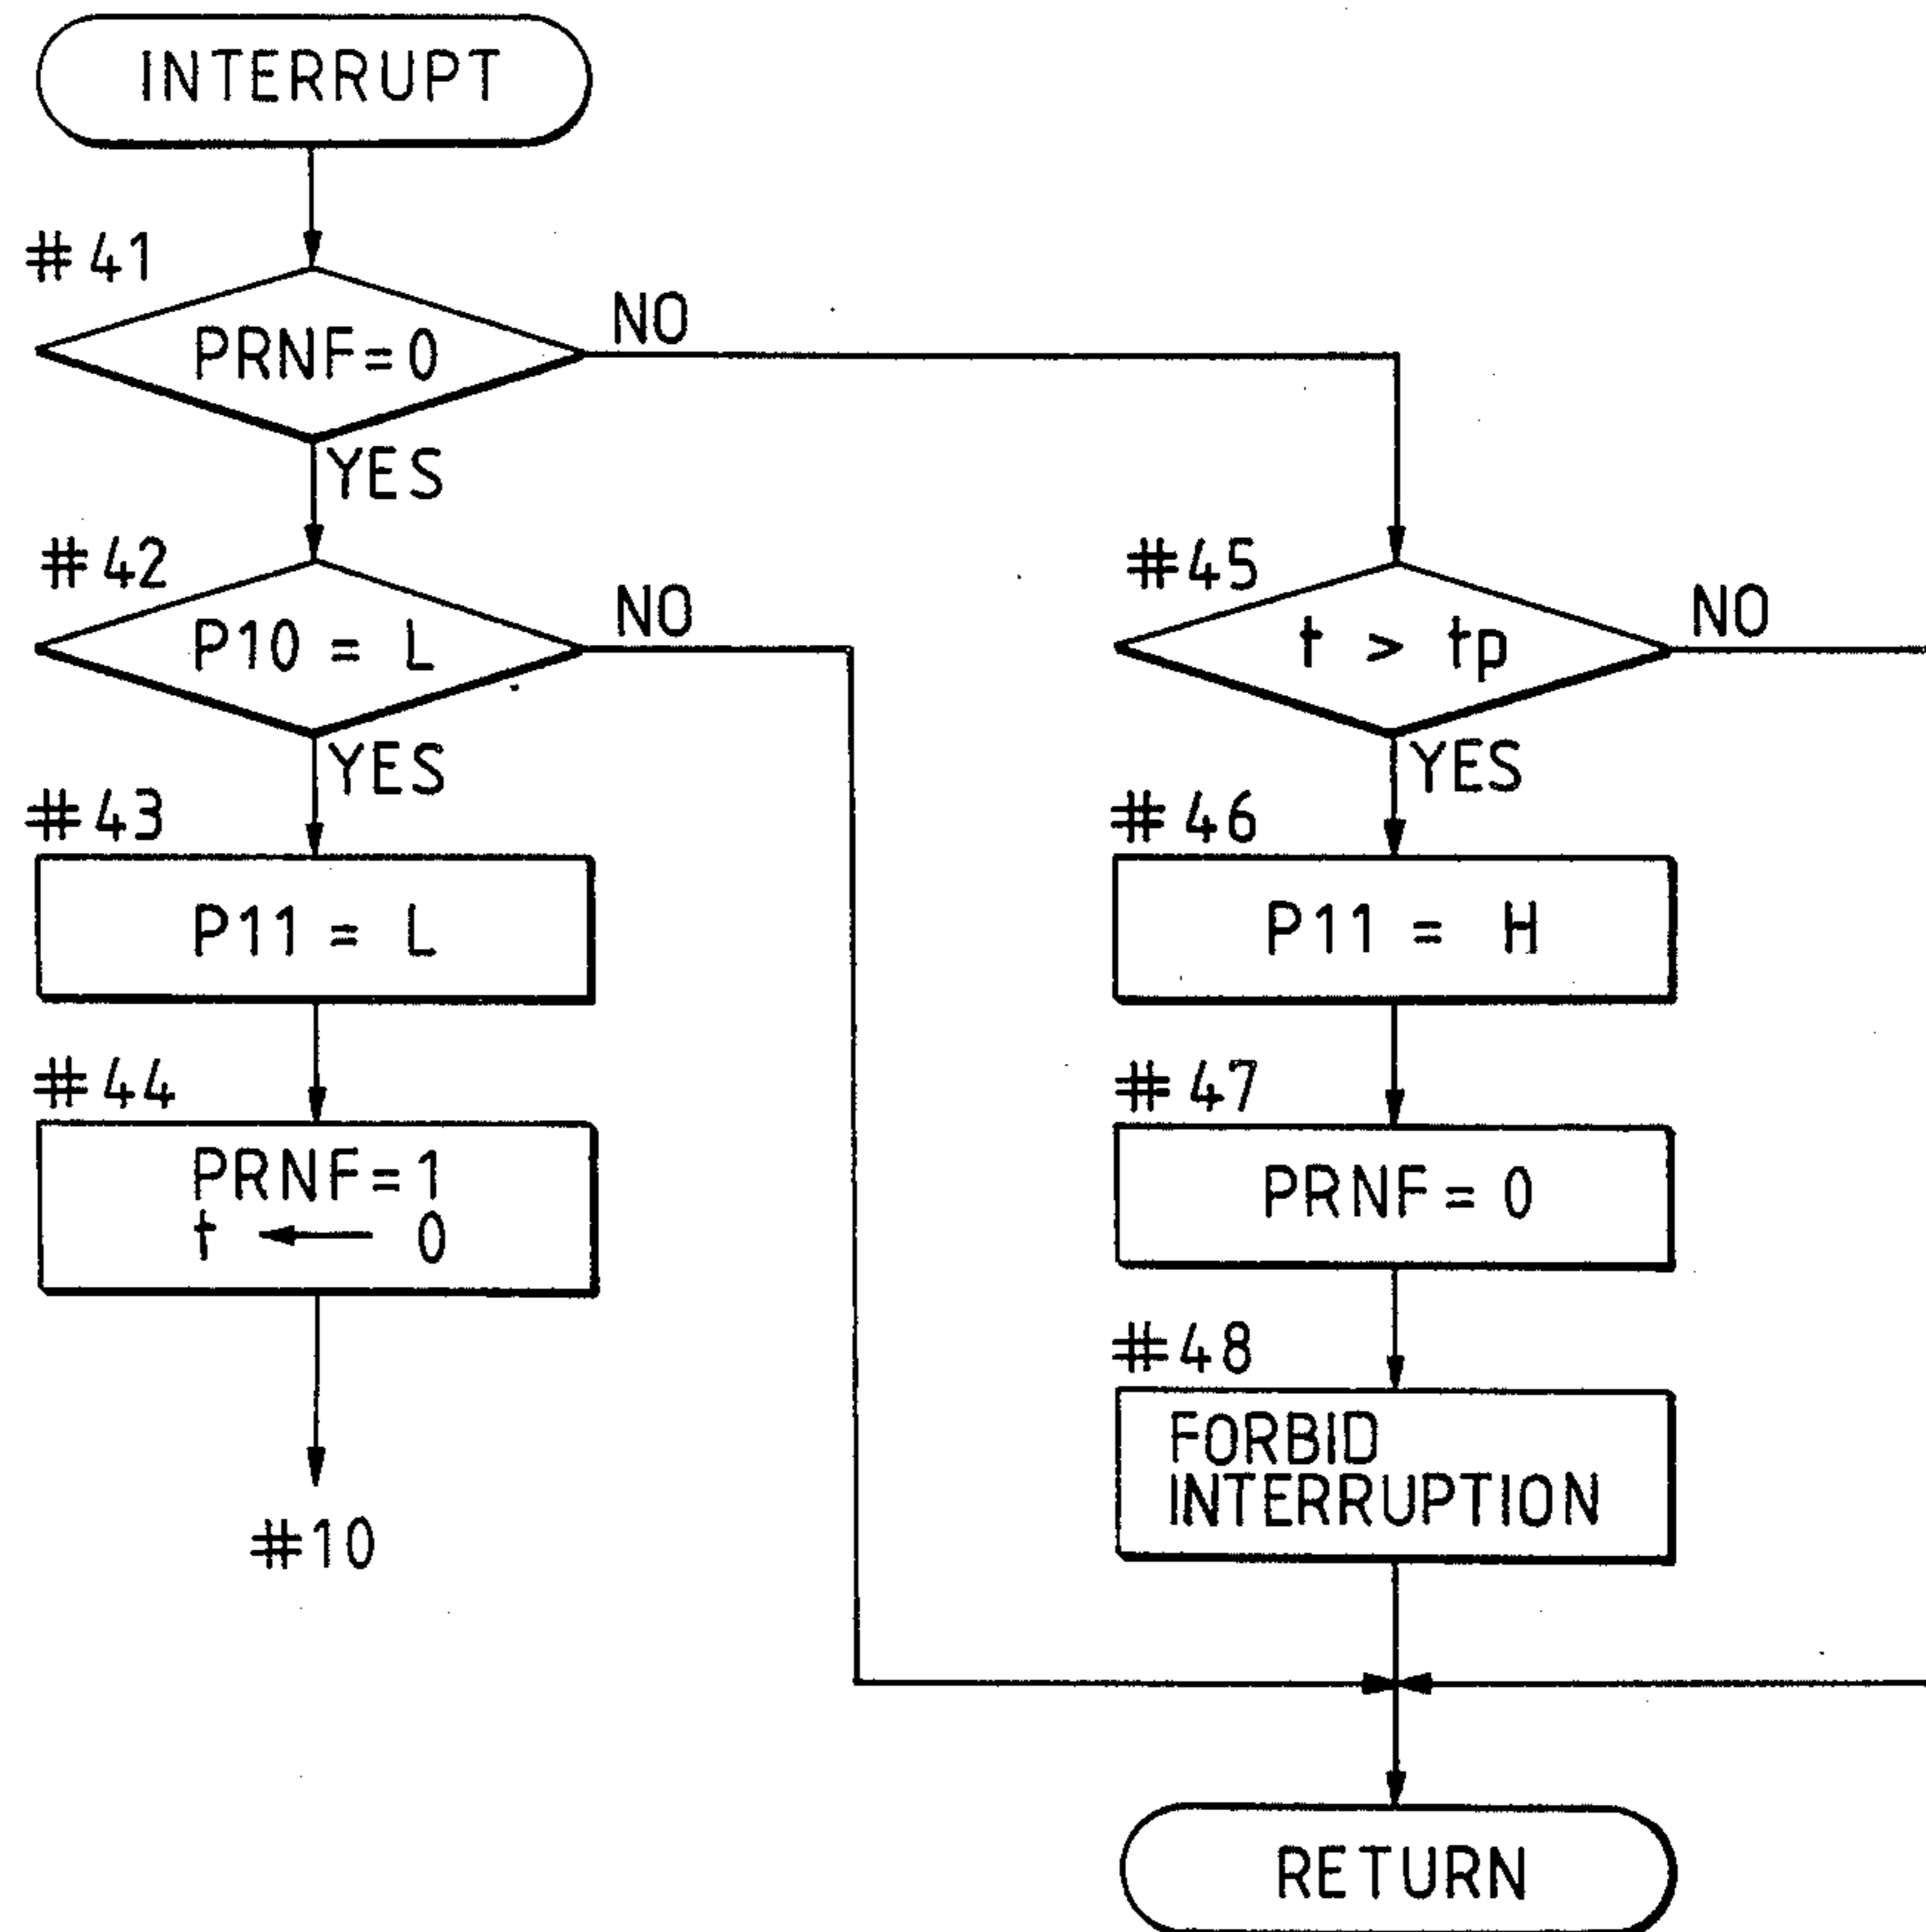 INTERRUPT
#41
PRNF=0
NO
YES
#42
P10 = L
NO
YES
#43
P11 = L
#44
PRNF=1
t ← 0
#10
#45
t > tp
NO
YES
#46
P11 = H
#47
PRNF=0
#48
FORBID
INTERRUPTION
RETURN